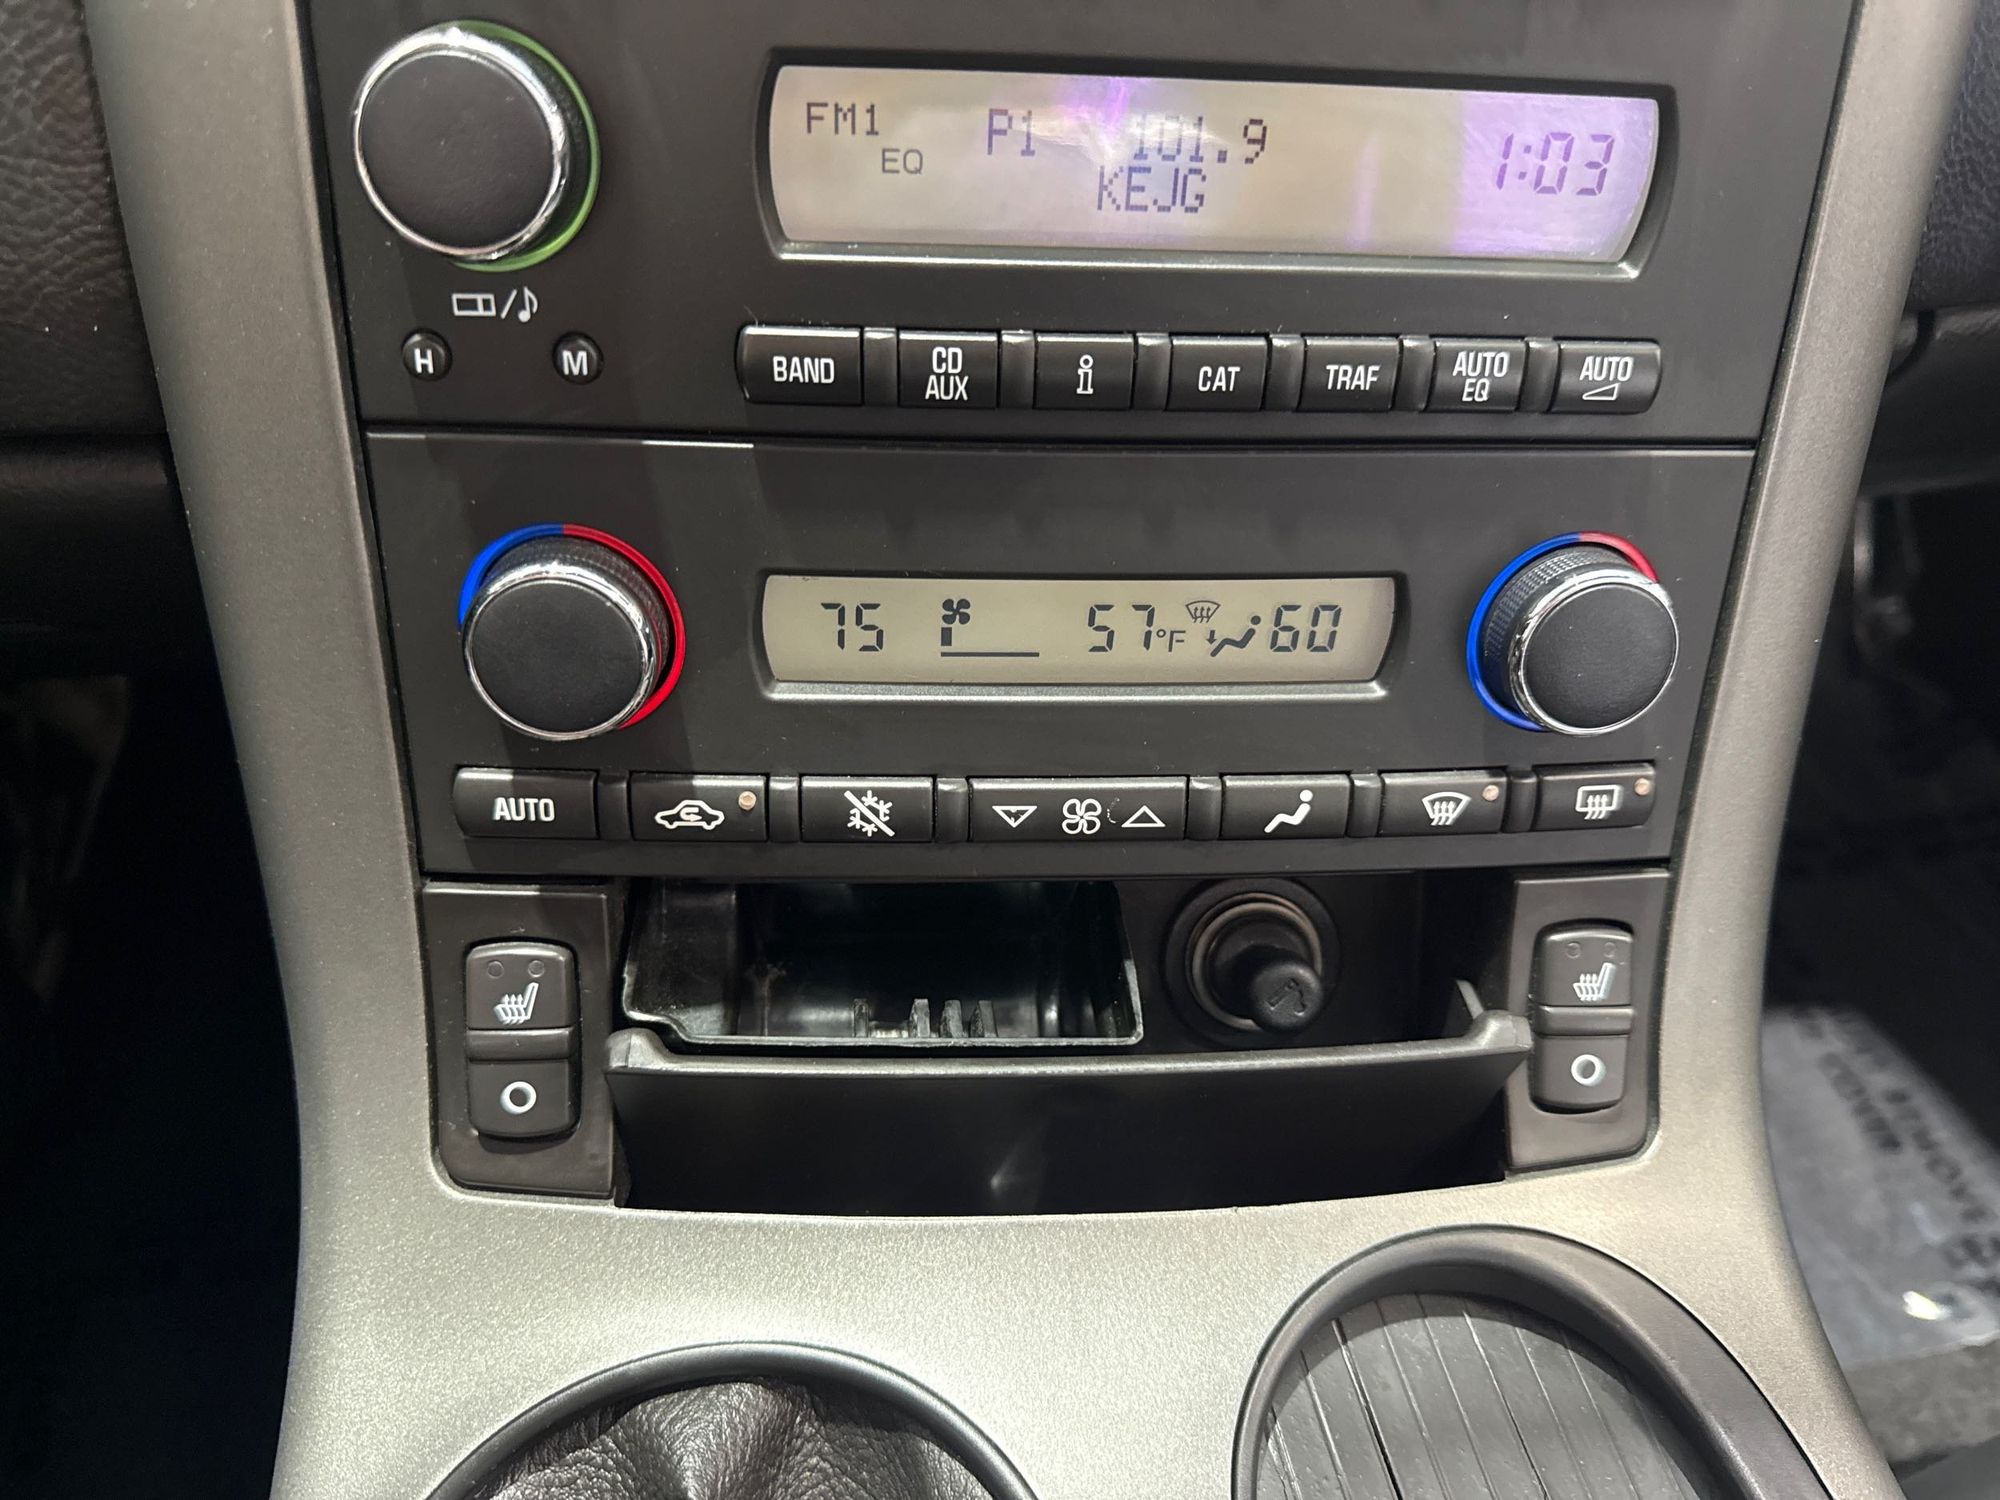 FM1 P1 101.9 1:03
EQ KEJG
H M
BAND CD AUX i CAT TRAF AUTO EQ AUTO
75 57°F 60
AUTO